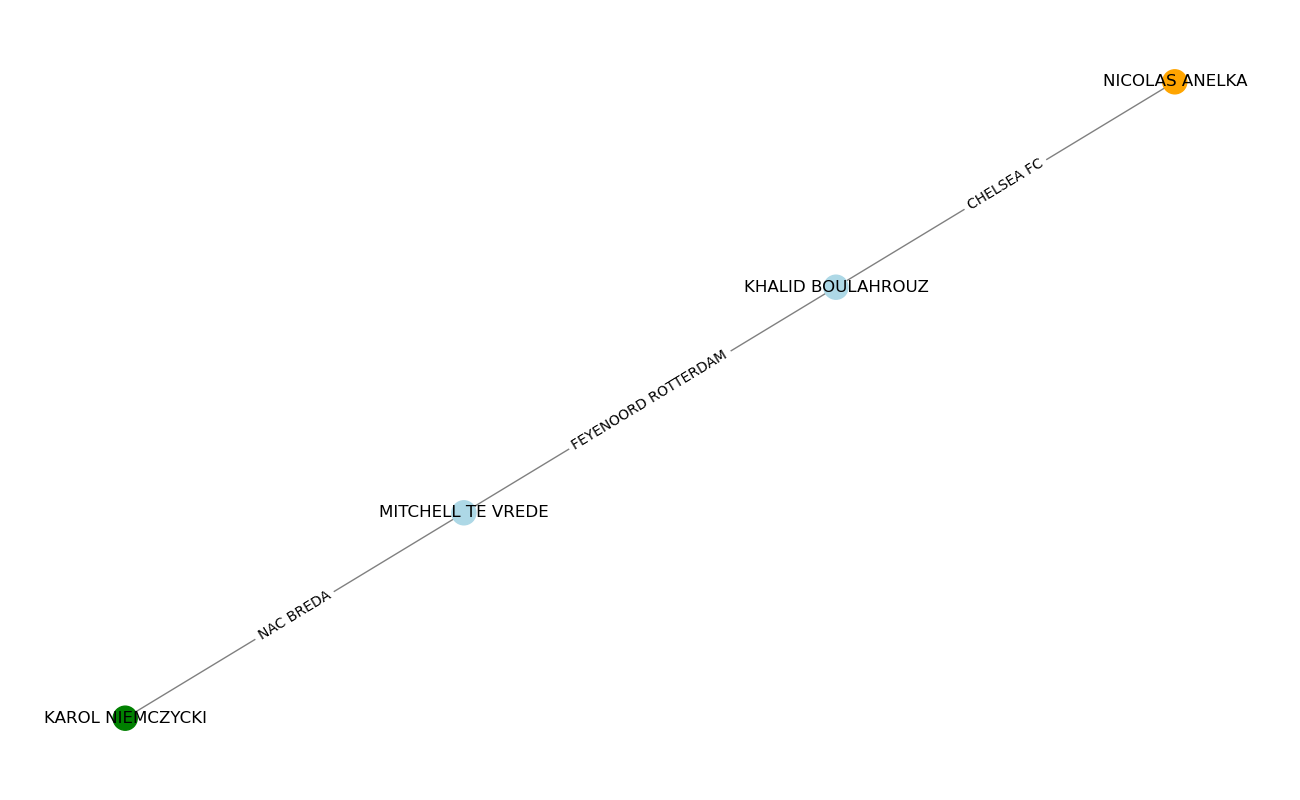 NICOLAS ANELKA
CHELSEA FC
KHALID BOULAHROUZ
FEYENOORD ROTTERDAM
MITCHELL TE VREDE
NAC BREDA
KAROL NIEMCZYCKI